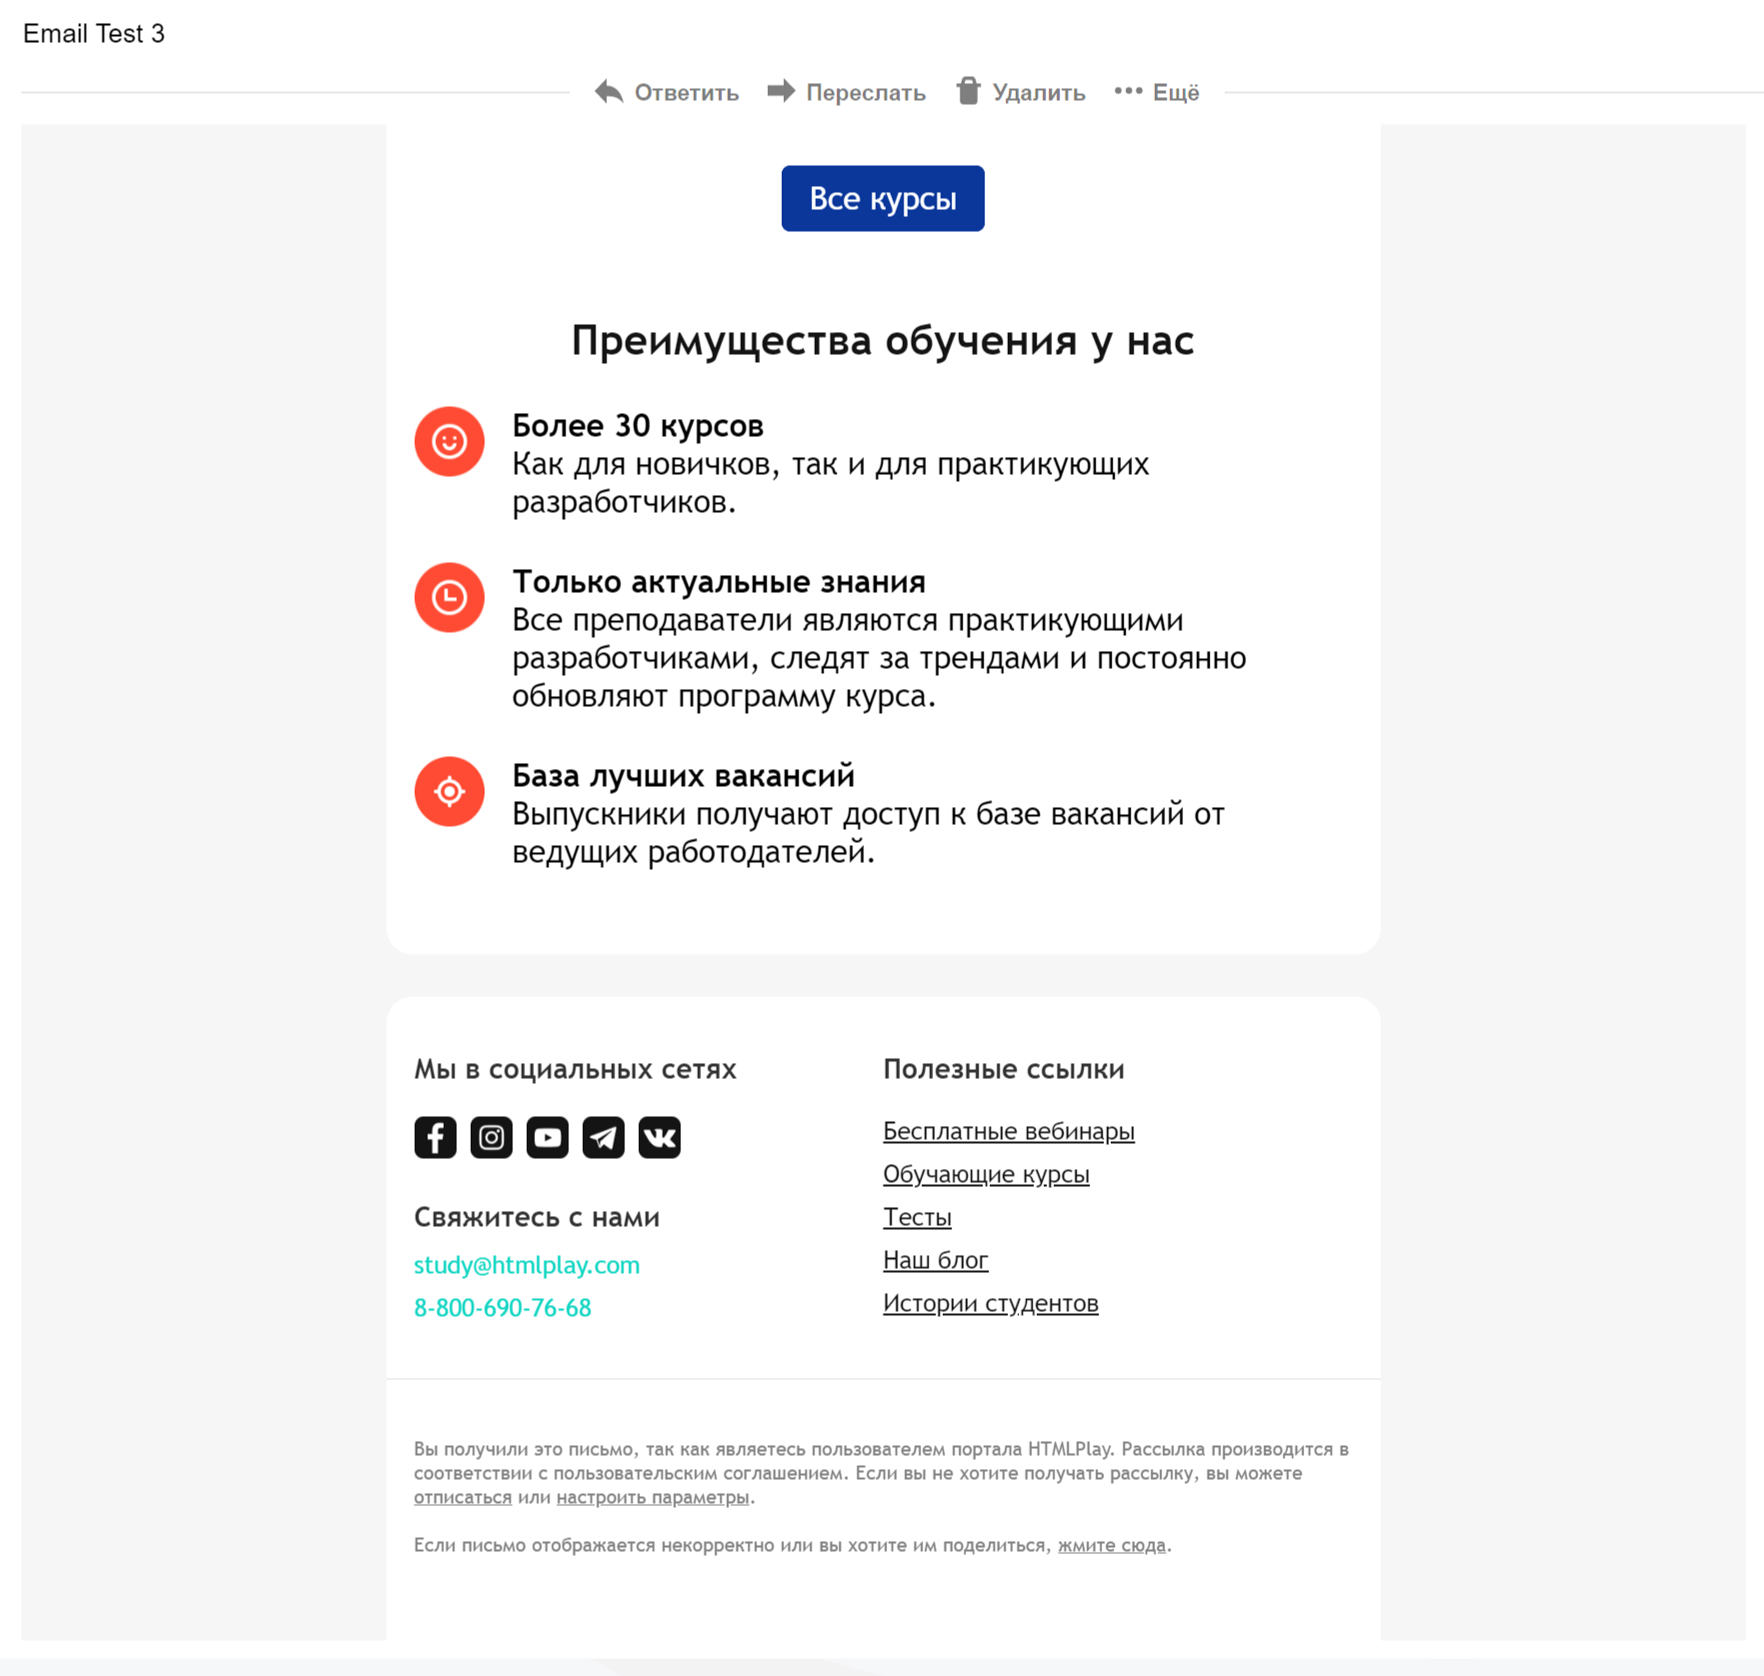 Email Test 3
Ответить Переслать Удалить Ещё
Все курсы
Преимущества обучения у нас
Более 30 курсов
Как для новичков, так и для практикующих
разработчиков.
Только актуальные знания
Все преподаватели являются практикующими
разработчиками, следят за трендами и постоянно
обновляют программу курса.
База лучших вакансий
Выпускники получают доступ к базе вакансий от
ведущих работодателей.
Мы в социальных сетях
Свяжитесь с нами
study@htmlplay.com
8-800-690-76-68
Полезные ссылки
Бесплатные вебинары
Обучающие курсы
Тесты
Наш блог
Истории студентов
Вы получили это письмо, так как являетесь пользователем портала HTMLPlay. Рассылка производится в
соответствии с пользовательским соглашением. Если вы не хотите получать рассылку, вы можете
отписаться или настроить параметры.
Если письмо отображается некорректно или вы хотите им поделиться, жмите сюда.